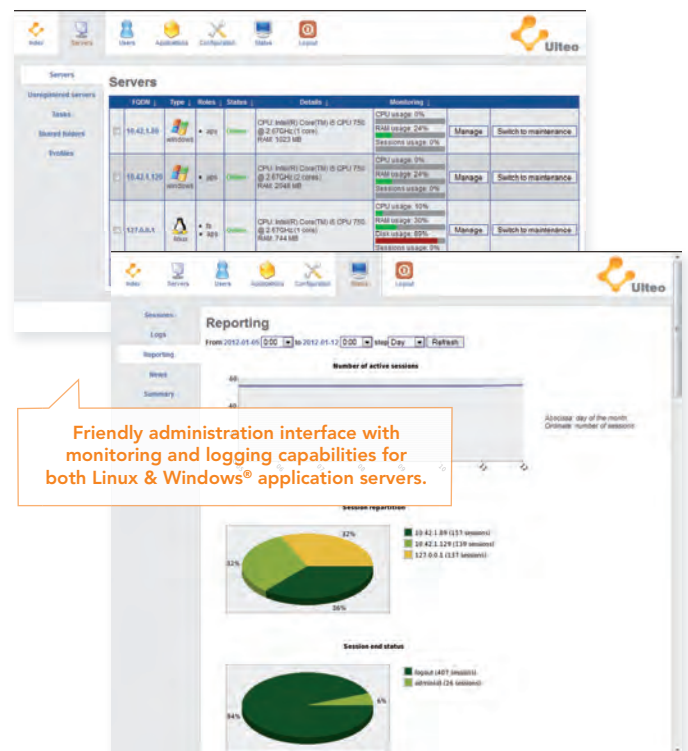 Index Servers Users Applications Configuration Status Logout
Ulteo
Servers
Unregistered servers
Tasks
Shared folders
Profiles
Servers
FQDN Type Roles Status Details Monitoring
10.42.1.89 windows • aps Online CPU: Intel(R) Core(TM) i5 CPU 750 @ 2.67GHz (1 core) RAM: 1023 MB
CPU usage: 0%
RAM usage: 24%
Sessions usage: 0%
Manage Switch to maintenance
10.42.1.129 windows • aps Online CPU: Intel(R) Core(TM) i5 CPU 750 @ 2.67GHz (2 cores) RAM: 2048 MB
CPU usage: 0%
RAM usage: 24%
Sessions usage: 0%
Manage Switch to maintenance
127.0.0.1 linux • fs • aps Online CPU: Intel(R) Core(TM) i5 CPU 750 @ 2.67GHz (1 core) RAM: 744 MB
CPU usage: 10%
RAM usage: 30%
Disk usage: 89%
Sessions usage: 0%
Manage Switch to maintenance
Index Servers Users Applications Configuration Status Logout
Ulteo
Sessions
Logs
Reporting
News
Summary
Reporting
From 2012-01-05 0:00 to 2012-01-12 0:00 step Day Refresh
Number of active sessions
60
40
Abscissa: day of the month
Ordinate: number of sessions
Friendly administration interface with
monitoring and logging capabilities for
both Linux & Windows® application servers.
08 09 10 11 12
Session repartition
32%
32%
36%
10.42.1.129 (139 sessions)
127.0.0.1 (137 sessions)
Session end status
6%
94%
logout (407 sessions)
(26 sessions)